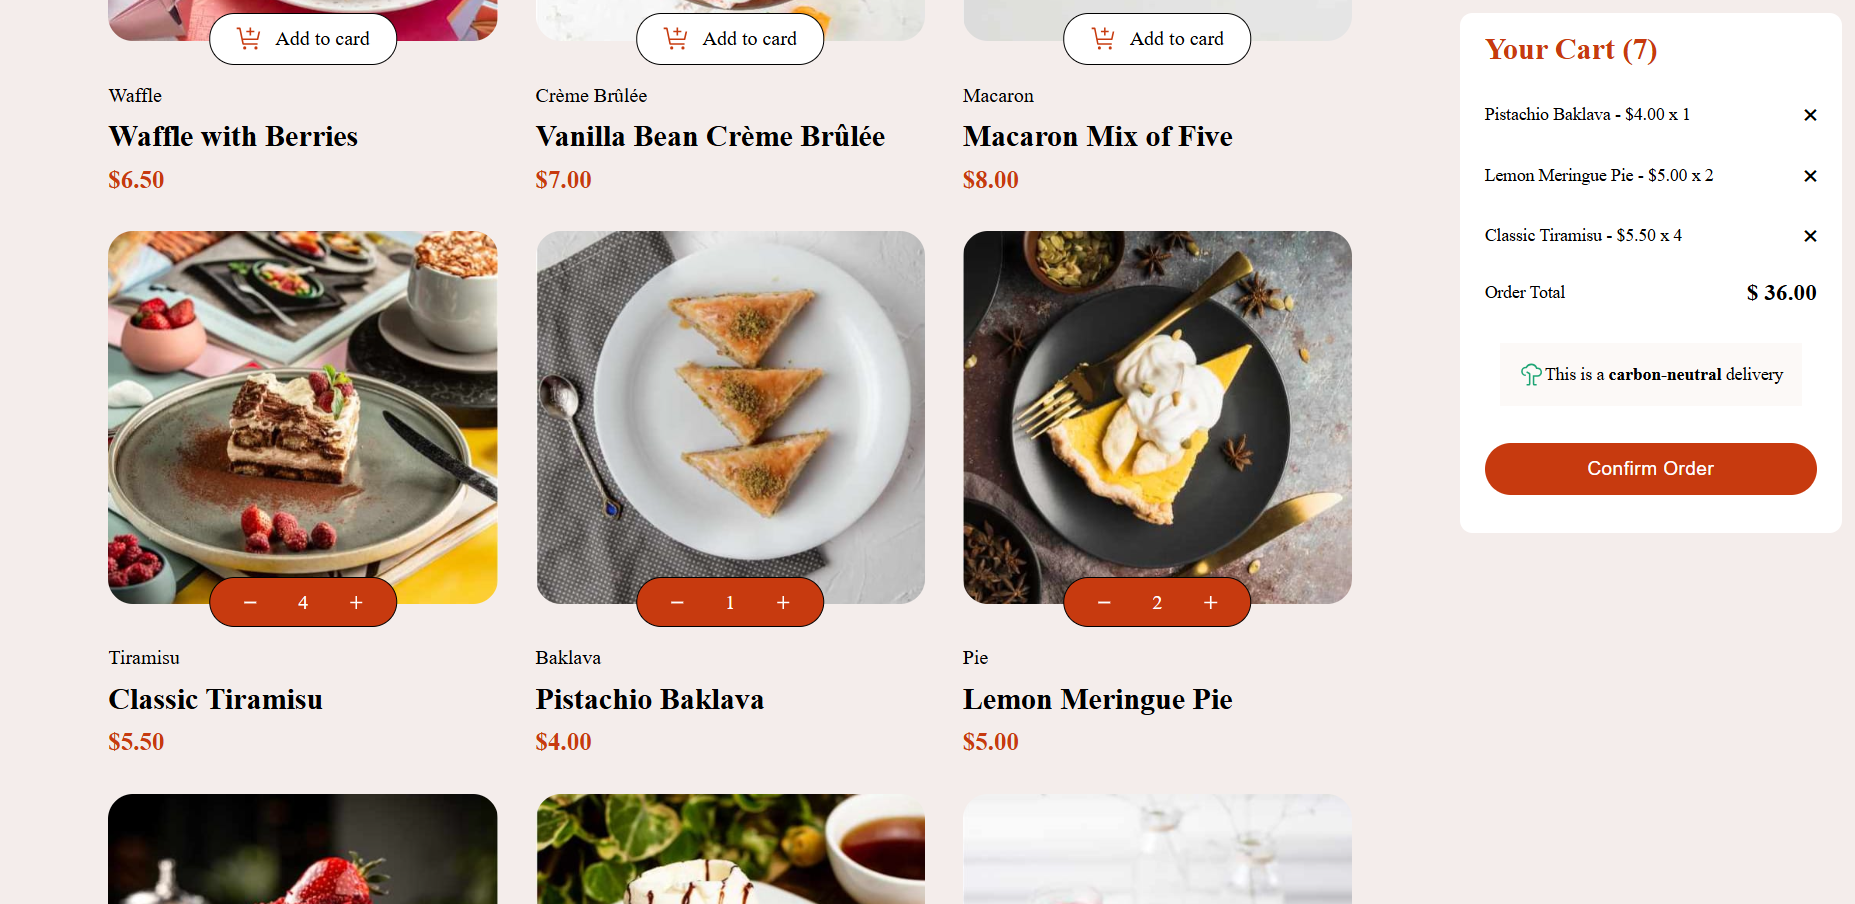 Add to card
Add to card
Add to card
Waffle
Waffle with Berries
$6.50
Crème Brûlée
Vanilla Bean Crème Brûlée
$7.00
Macaron
Macaron Mix of Five
$8.00
− 4 +
− 1 +
− 2 +
Tiramisu
Classic Tiramisu
$5.50
Baklava
Pistachio Baklava
$4.00
Pie
Lemon Meringue Pie
$5.00
Your Cart (7)
Pistachio Baklava - $4.00 x 1 ×
Lemon Meringue Pie - $5.00 x 2 ×
Classic Tiramisu - $5.50 x 4 ×
Order Total $ 36.00
This is a carbon-neutral delivery
Confirm Order